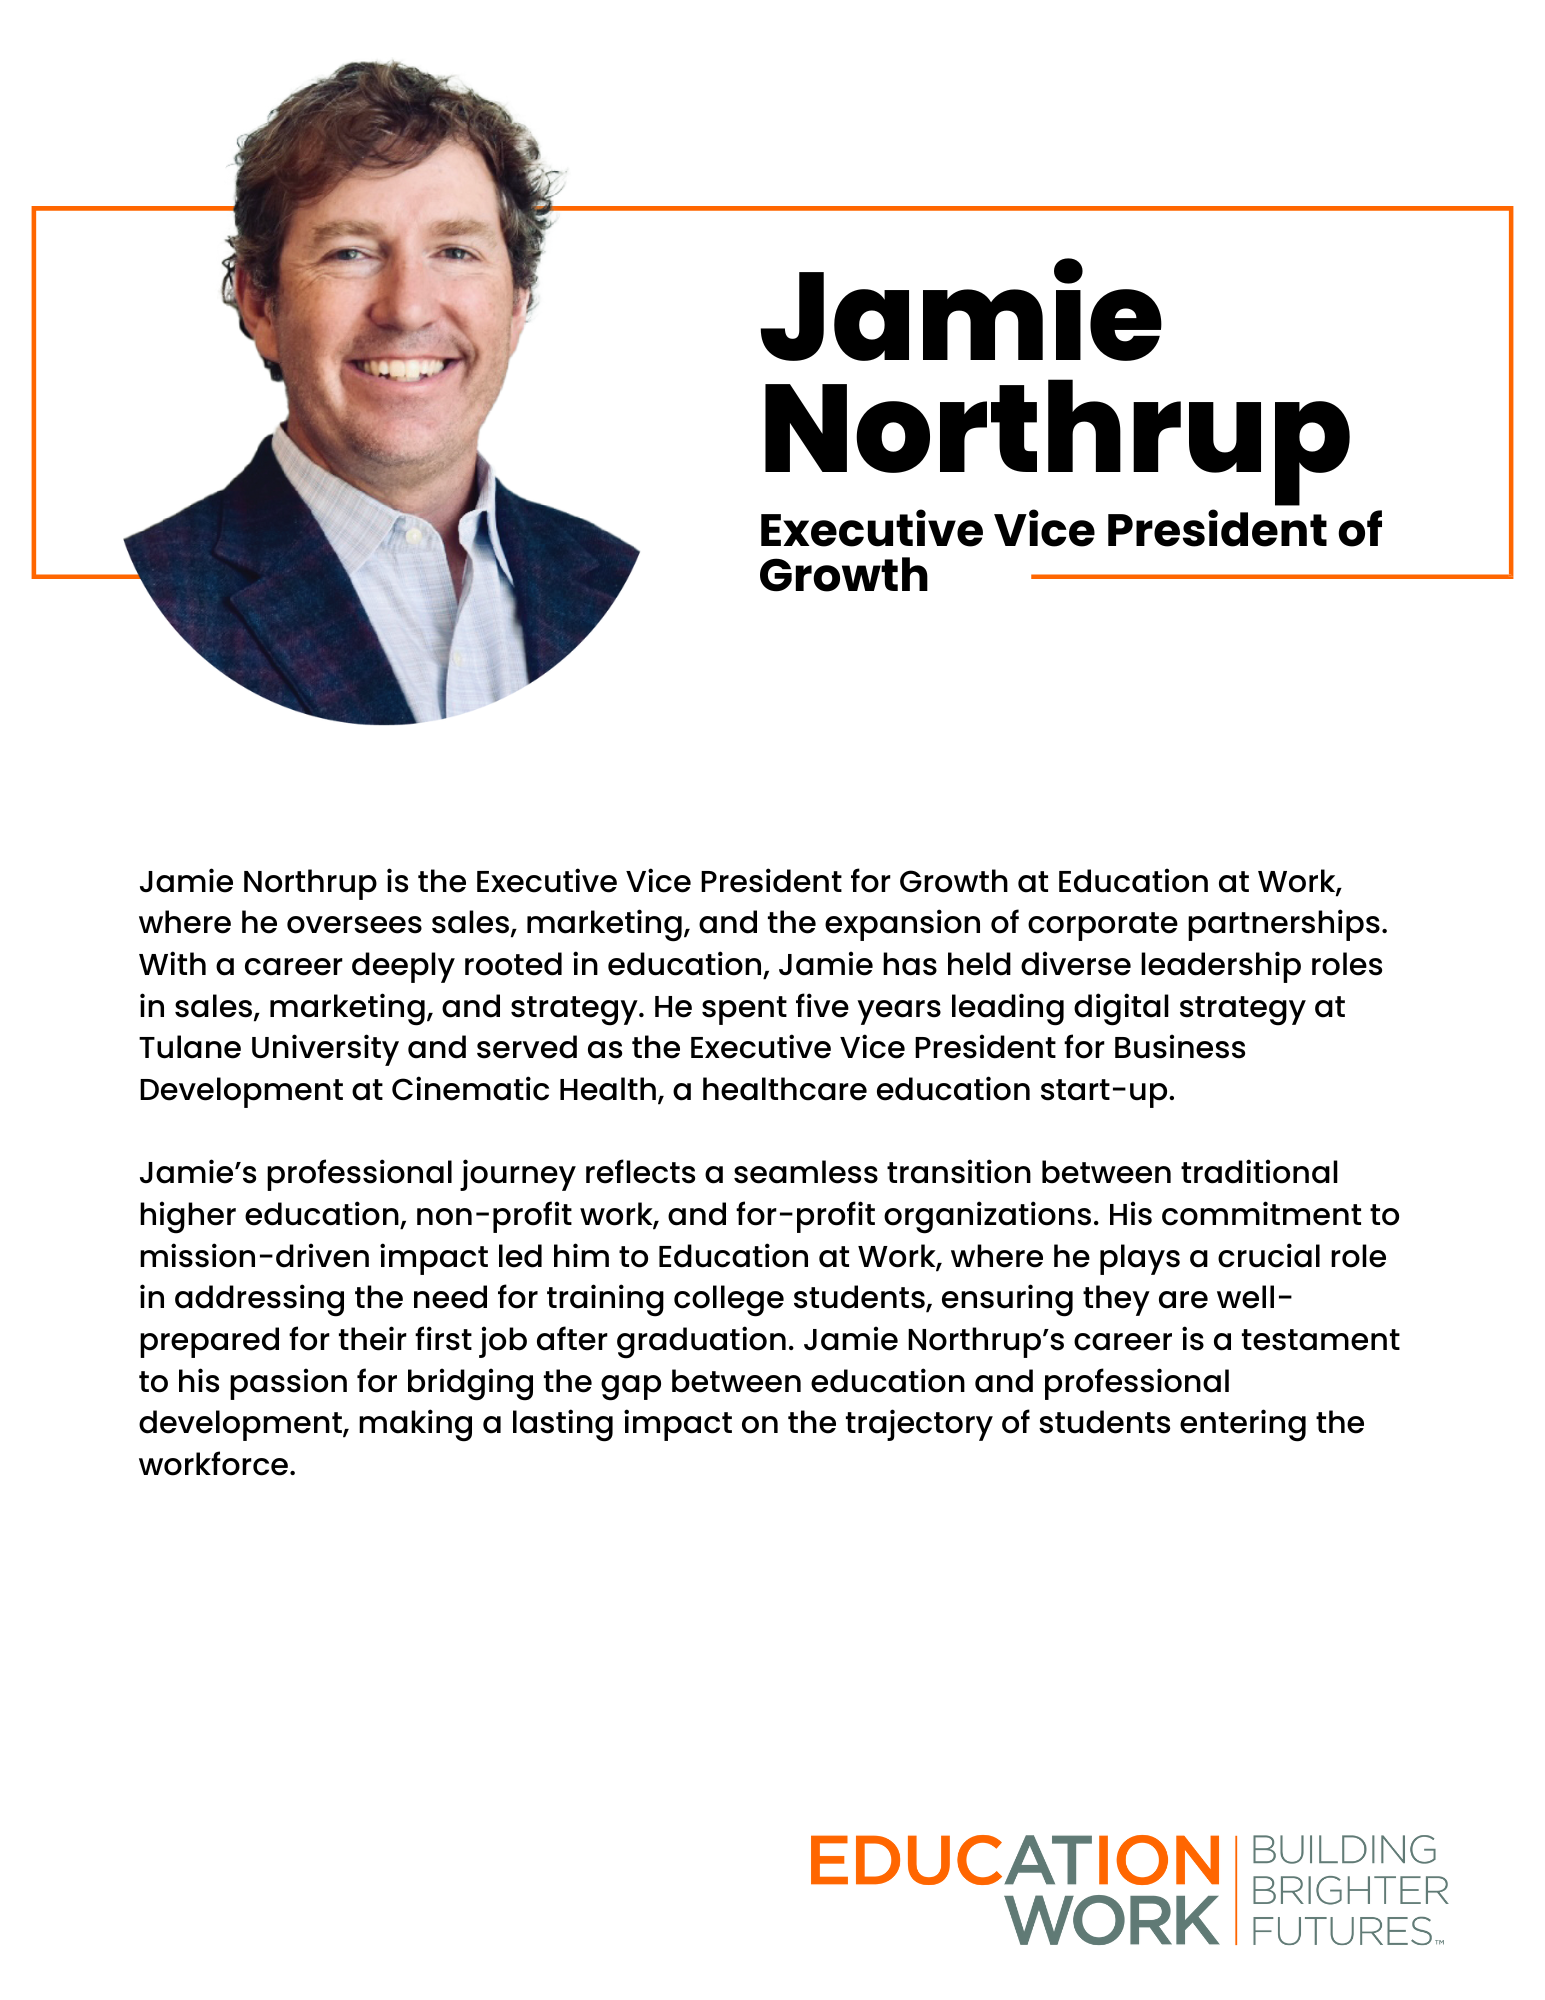 Jamie
Northrup
Executive Vice President of
Growth
Jamie Northrup is the Executive Vice President for Growth at Education at Work,
where he oversees sales, marketing, and the expansion of corporate partnerships.
With a career deeply rooted in education, Jamie has held diverse leadership roles
in sales, marketing, and strategy. He spent five years leading digital strategy at
Tulane University and served as the Executive Vice President for Business
Development at Cinematic Health, a healthcare education start-up.
Jamie’s professional journey reflects a seamless transition between traditional
higher education, non-profit work, and for-profit organizations. His commitment to
mission-driven impact led him to Education at Work, where he plays a crucial role
in addressing the need for training college students, ensuring they are well-
prepared for their first job after graduation. Jamie Northrup’s career is a testament
to his passion for bridging the gap between education and professional
development, making a lasting impact on the trajectory of students entering the
workforce.
EDUCATION
WORK
BUILDING
BRIGHTER
FUTURES™